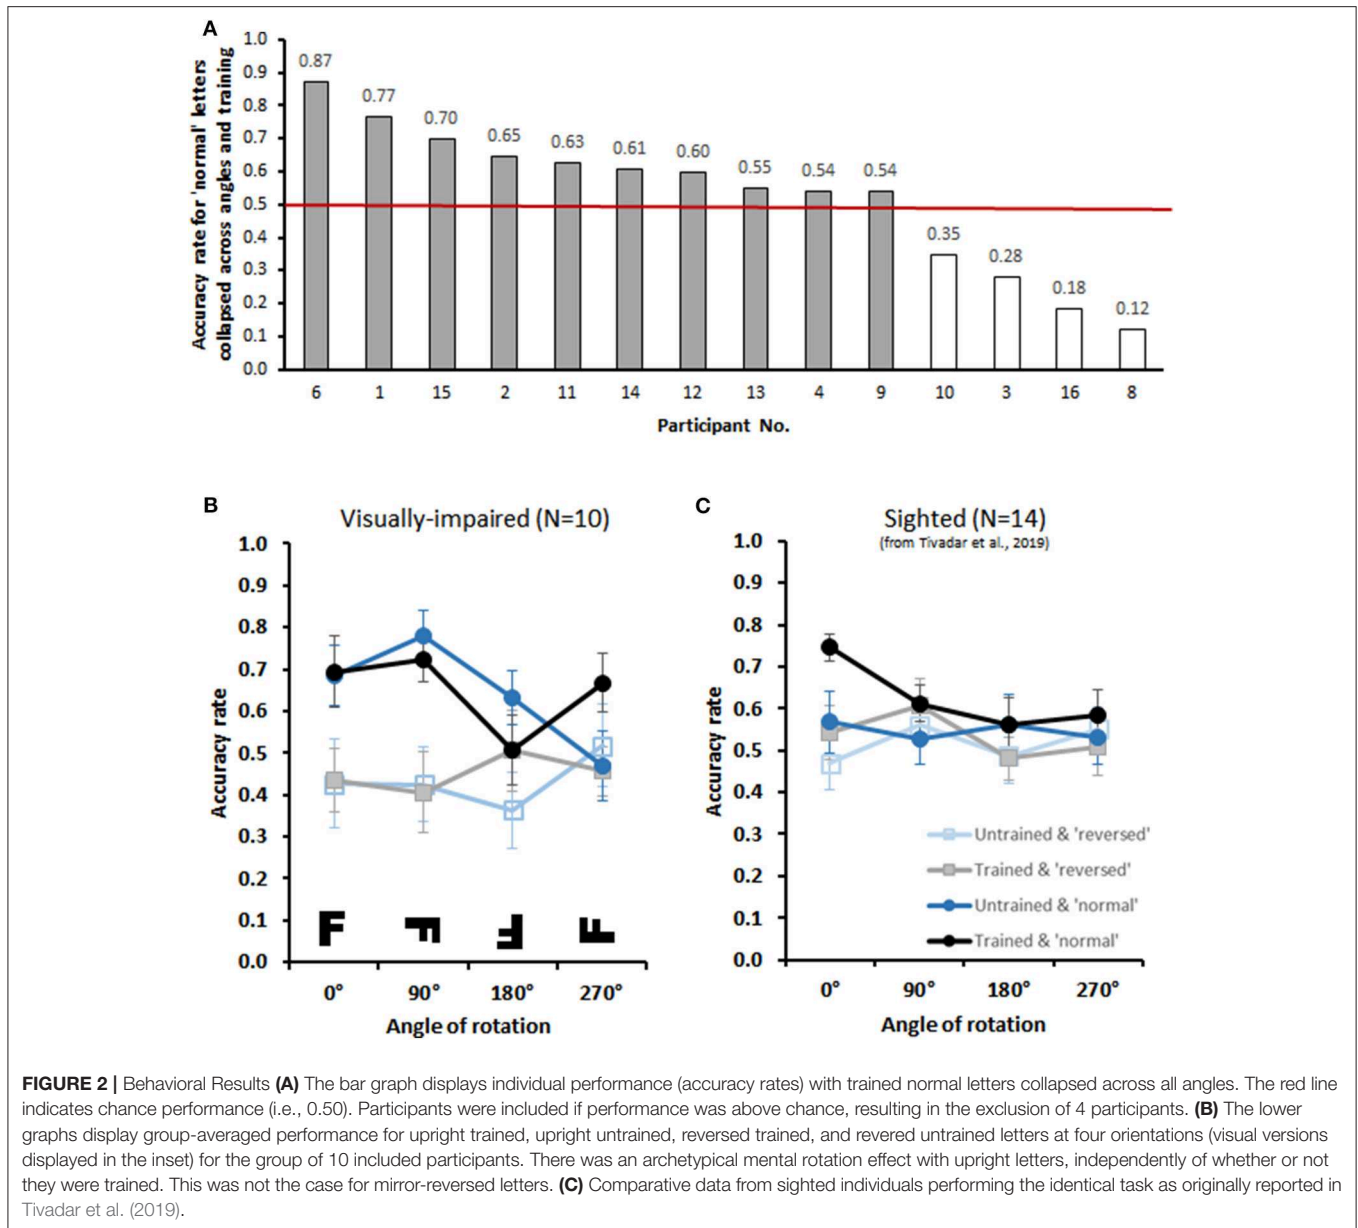 A
Accuracy rate for 'normal' letters
collapsed across angles and training
1.0
0.9
0.8
0.7
0.6
0.5
0.4
0.3
0.2
0.1
0.0
0.87
0.77
0.70
0.65
0.63
0.61
0.60
0.55
0.54
0.54
0.35
0.28
0.18
0.12
6 1 15 2 11 14 12 13 4 9 10 3 16 8
Participant No.
B
Visually-impaired (N=10)
Accuracy rate
1.0
0.9
0.8
0.7
0.6
0.5
0.4
0.3
0.2
0.1
0.0
F F F F
0° 90° 180° 270°
Angle of rotation
C
Sighted (N=14)
(from Tivadar et al., 2019)
Accuracy rate
1.0
0.9
0.8
0.7
0.6
0.5
0.4
0.3
0.2
0.1
0.0
Untrained & 'reversed'
Trained & 'reversed'
Untrained & 'normal'
Trained & 'normal'
0° 90° 180° 270°
Angle of rotation
FIGURE 2 | Behavioral Results (A) The bar graph displays individual performance (accuracy rates) with trained normal letters collapsed across all angles. The red line
indicates chance performance (i.e., 0.50). Participants were included if performance was above chance, resulting in the exclusion of 4 participants. (B) The lower
graphs display group-averaged performance for upright trained, upright untrained, reversed trained, and revered untrained letters at four orientations (visual versions
displayed in the inset) for the group of 10 included participants. There was an archetypical mental rotation effect with upright letters, independently of whether or not
they were trained. This was not the case for mirror-reversed letters. (C) Comparative data from sighted individuals performing the identical task as originally reported in
Tivadar et al. (2019).